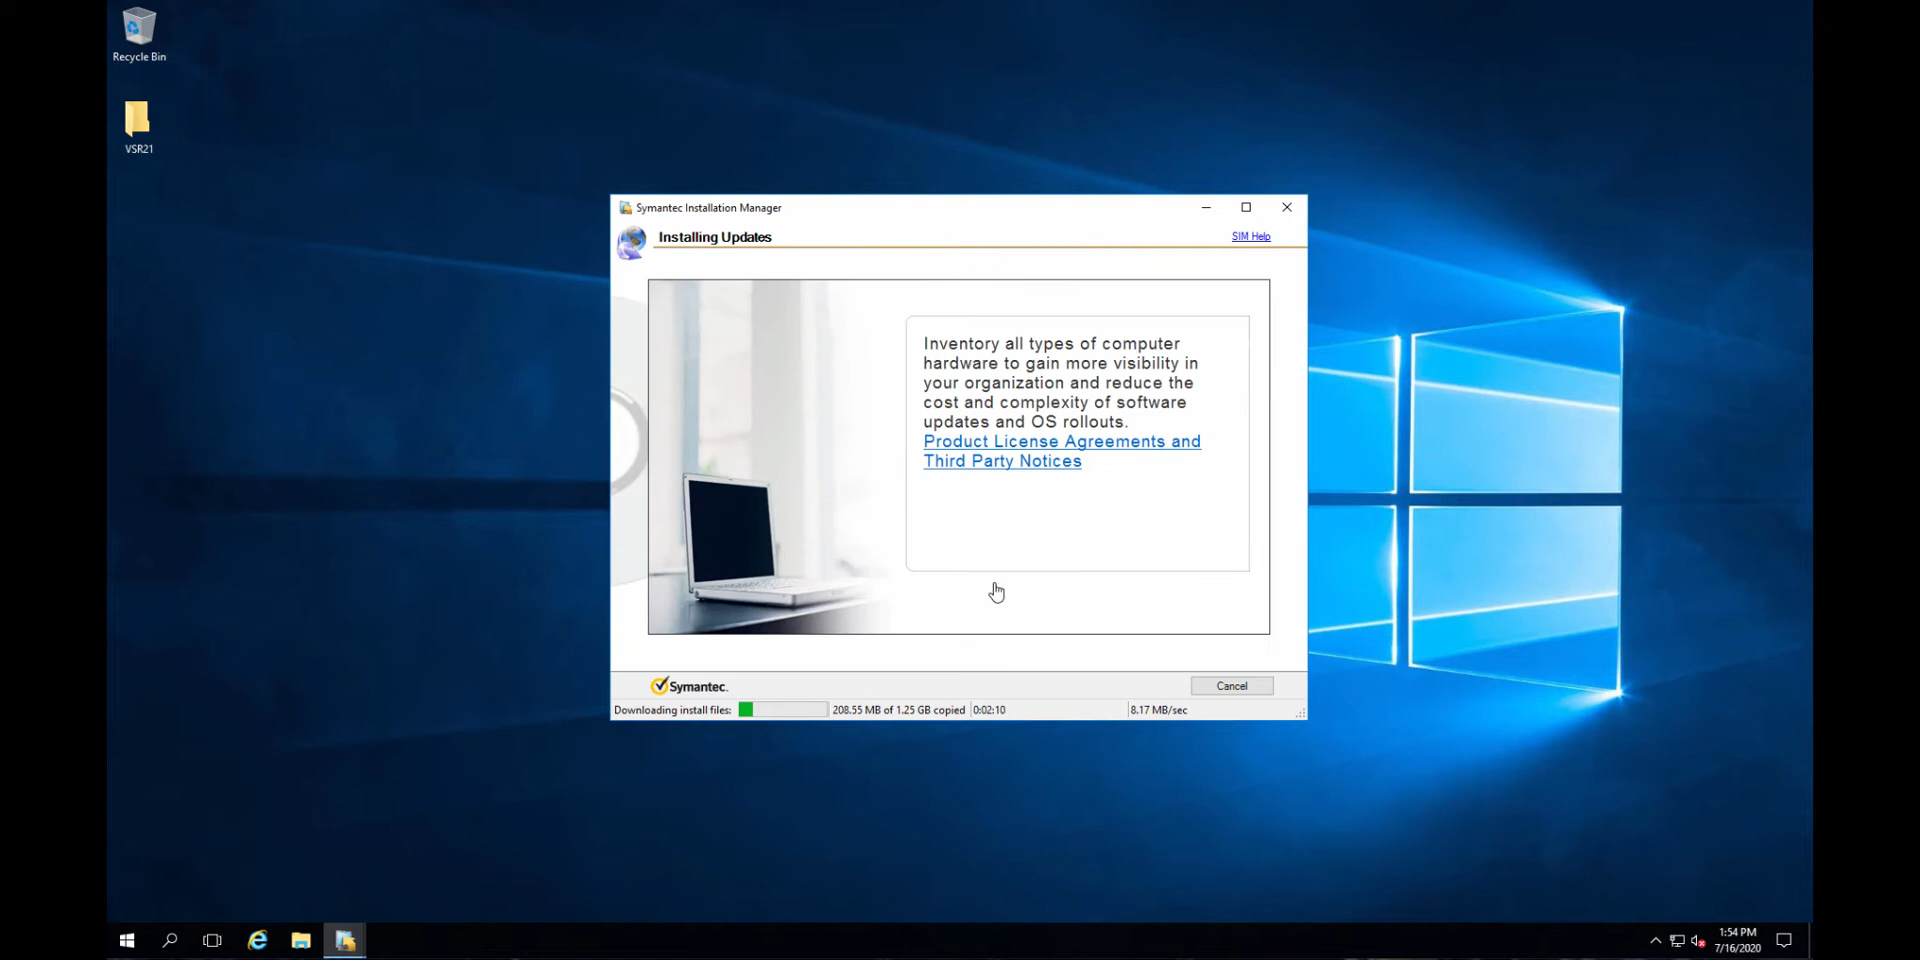 Recycle Bin
VSR21
Symantec Installation Manager
Installing Updates
SIM Help
Inventory all types of computer
hardware to gain more visibility in
your organization and reduce the
cost and complexity of software
updates and OS rollouts.
Product License Agreements and
Third Party Notices
Symantec.
Cancel
Downloading install files:
208.55 MB of 1.25 GB copied
0:02:10
8.17 MB/sec
1:54 PM
7/16/2020